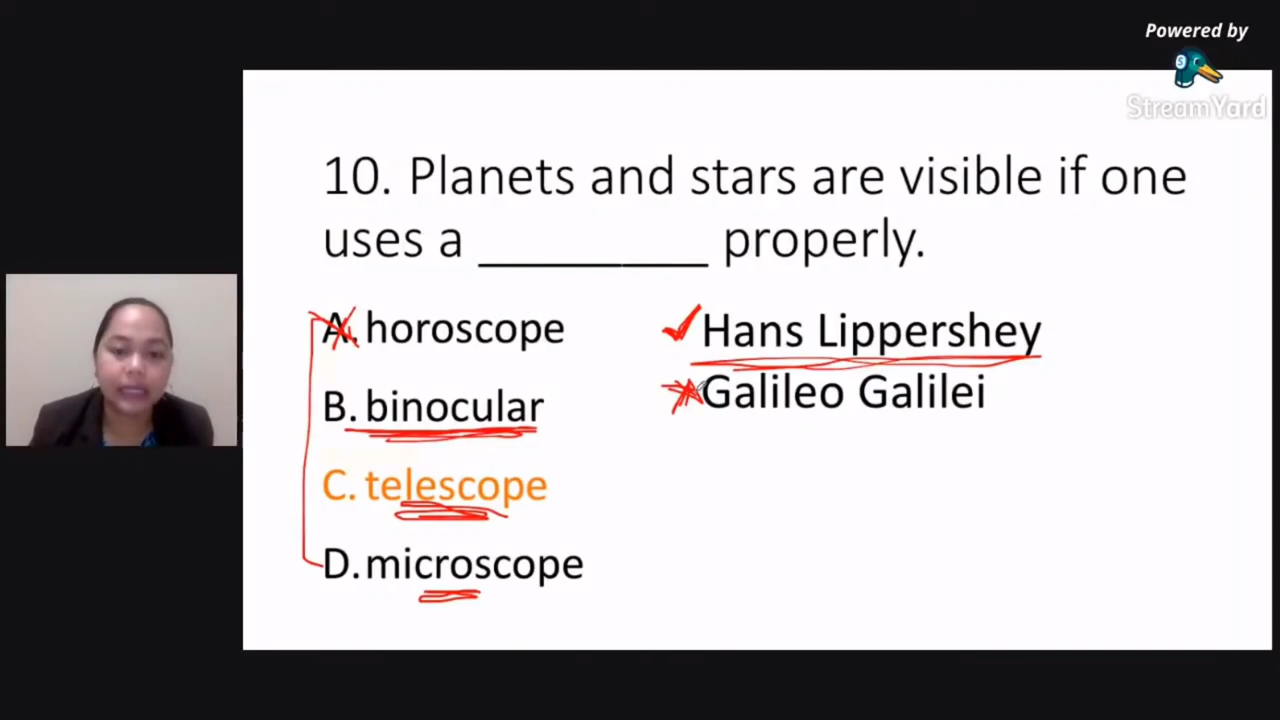 Powered by
StreamYard
10. Planets and stars are visible if one
uses a _________ properly.
A. horoscope
B. binocular
C. telescope
D. microscope
Hans Lippershey
Galileo Galilei